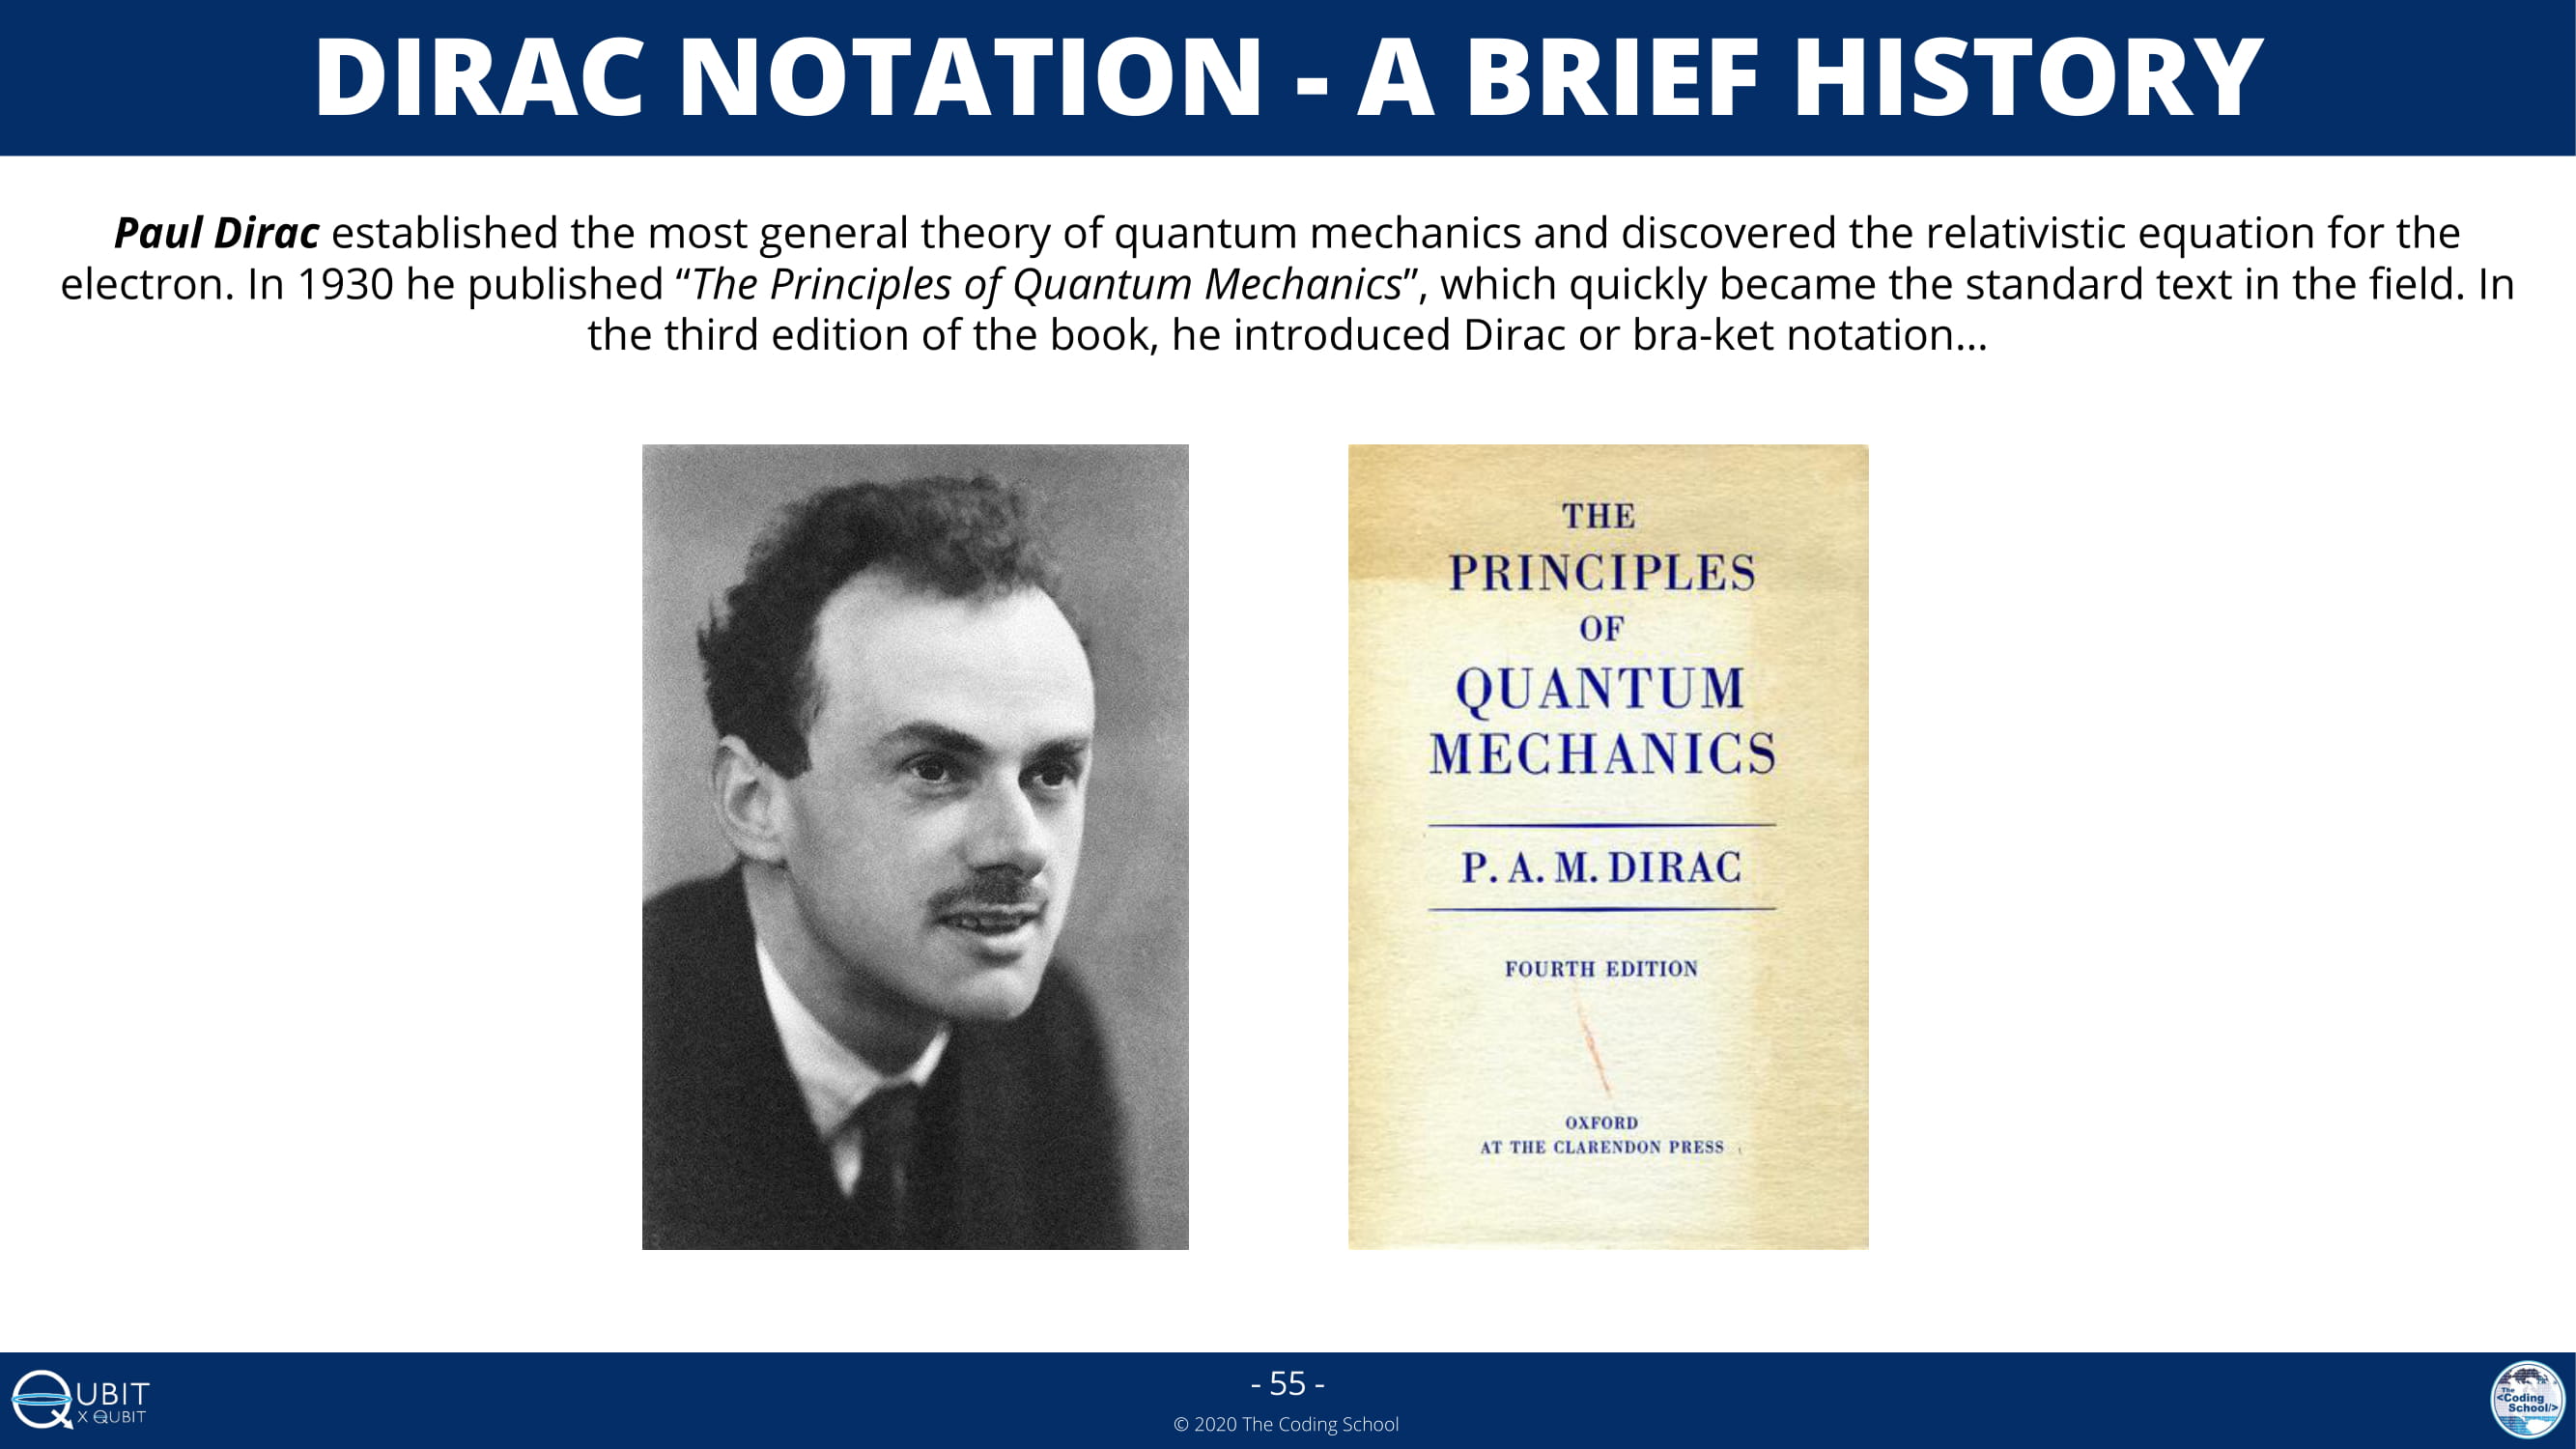 DIRAC NOTATION - A BRIEF HISTORY
Paul Dirac established the most general theory of quantum mechanics and discovered the relativistic equation for the
electron. In 1930 he published “The Principles of Quantum Mechanics”, which quickly became the standard text in the field. In
the third edition of the book, he introduced Dirac or bra-ket notation...
THE
PRINCIPLES
OF
QUANTUM
MECHANICS
P. A. M. DIRAC
FOURTH EDITION
OXFORD
AT THE CLARENDON PRESS
QUBIT
X QUBIT
- 55 -
© 2020 The Coding School
The
<Coding
School/>